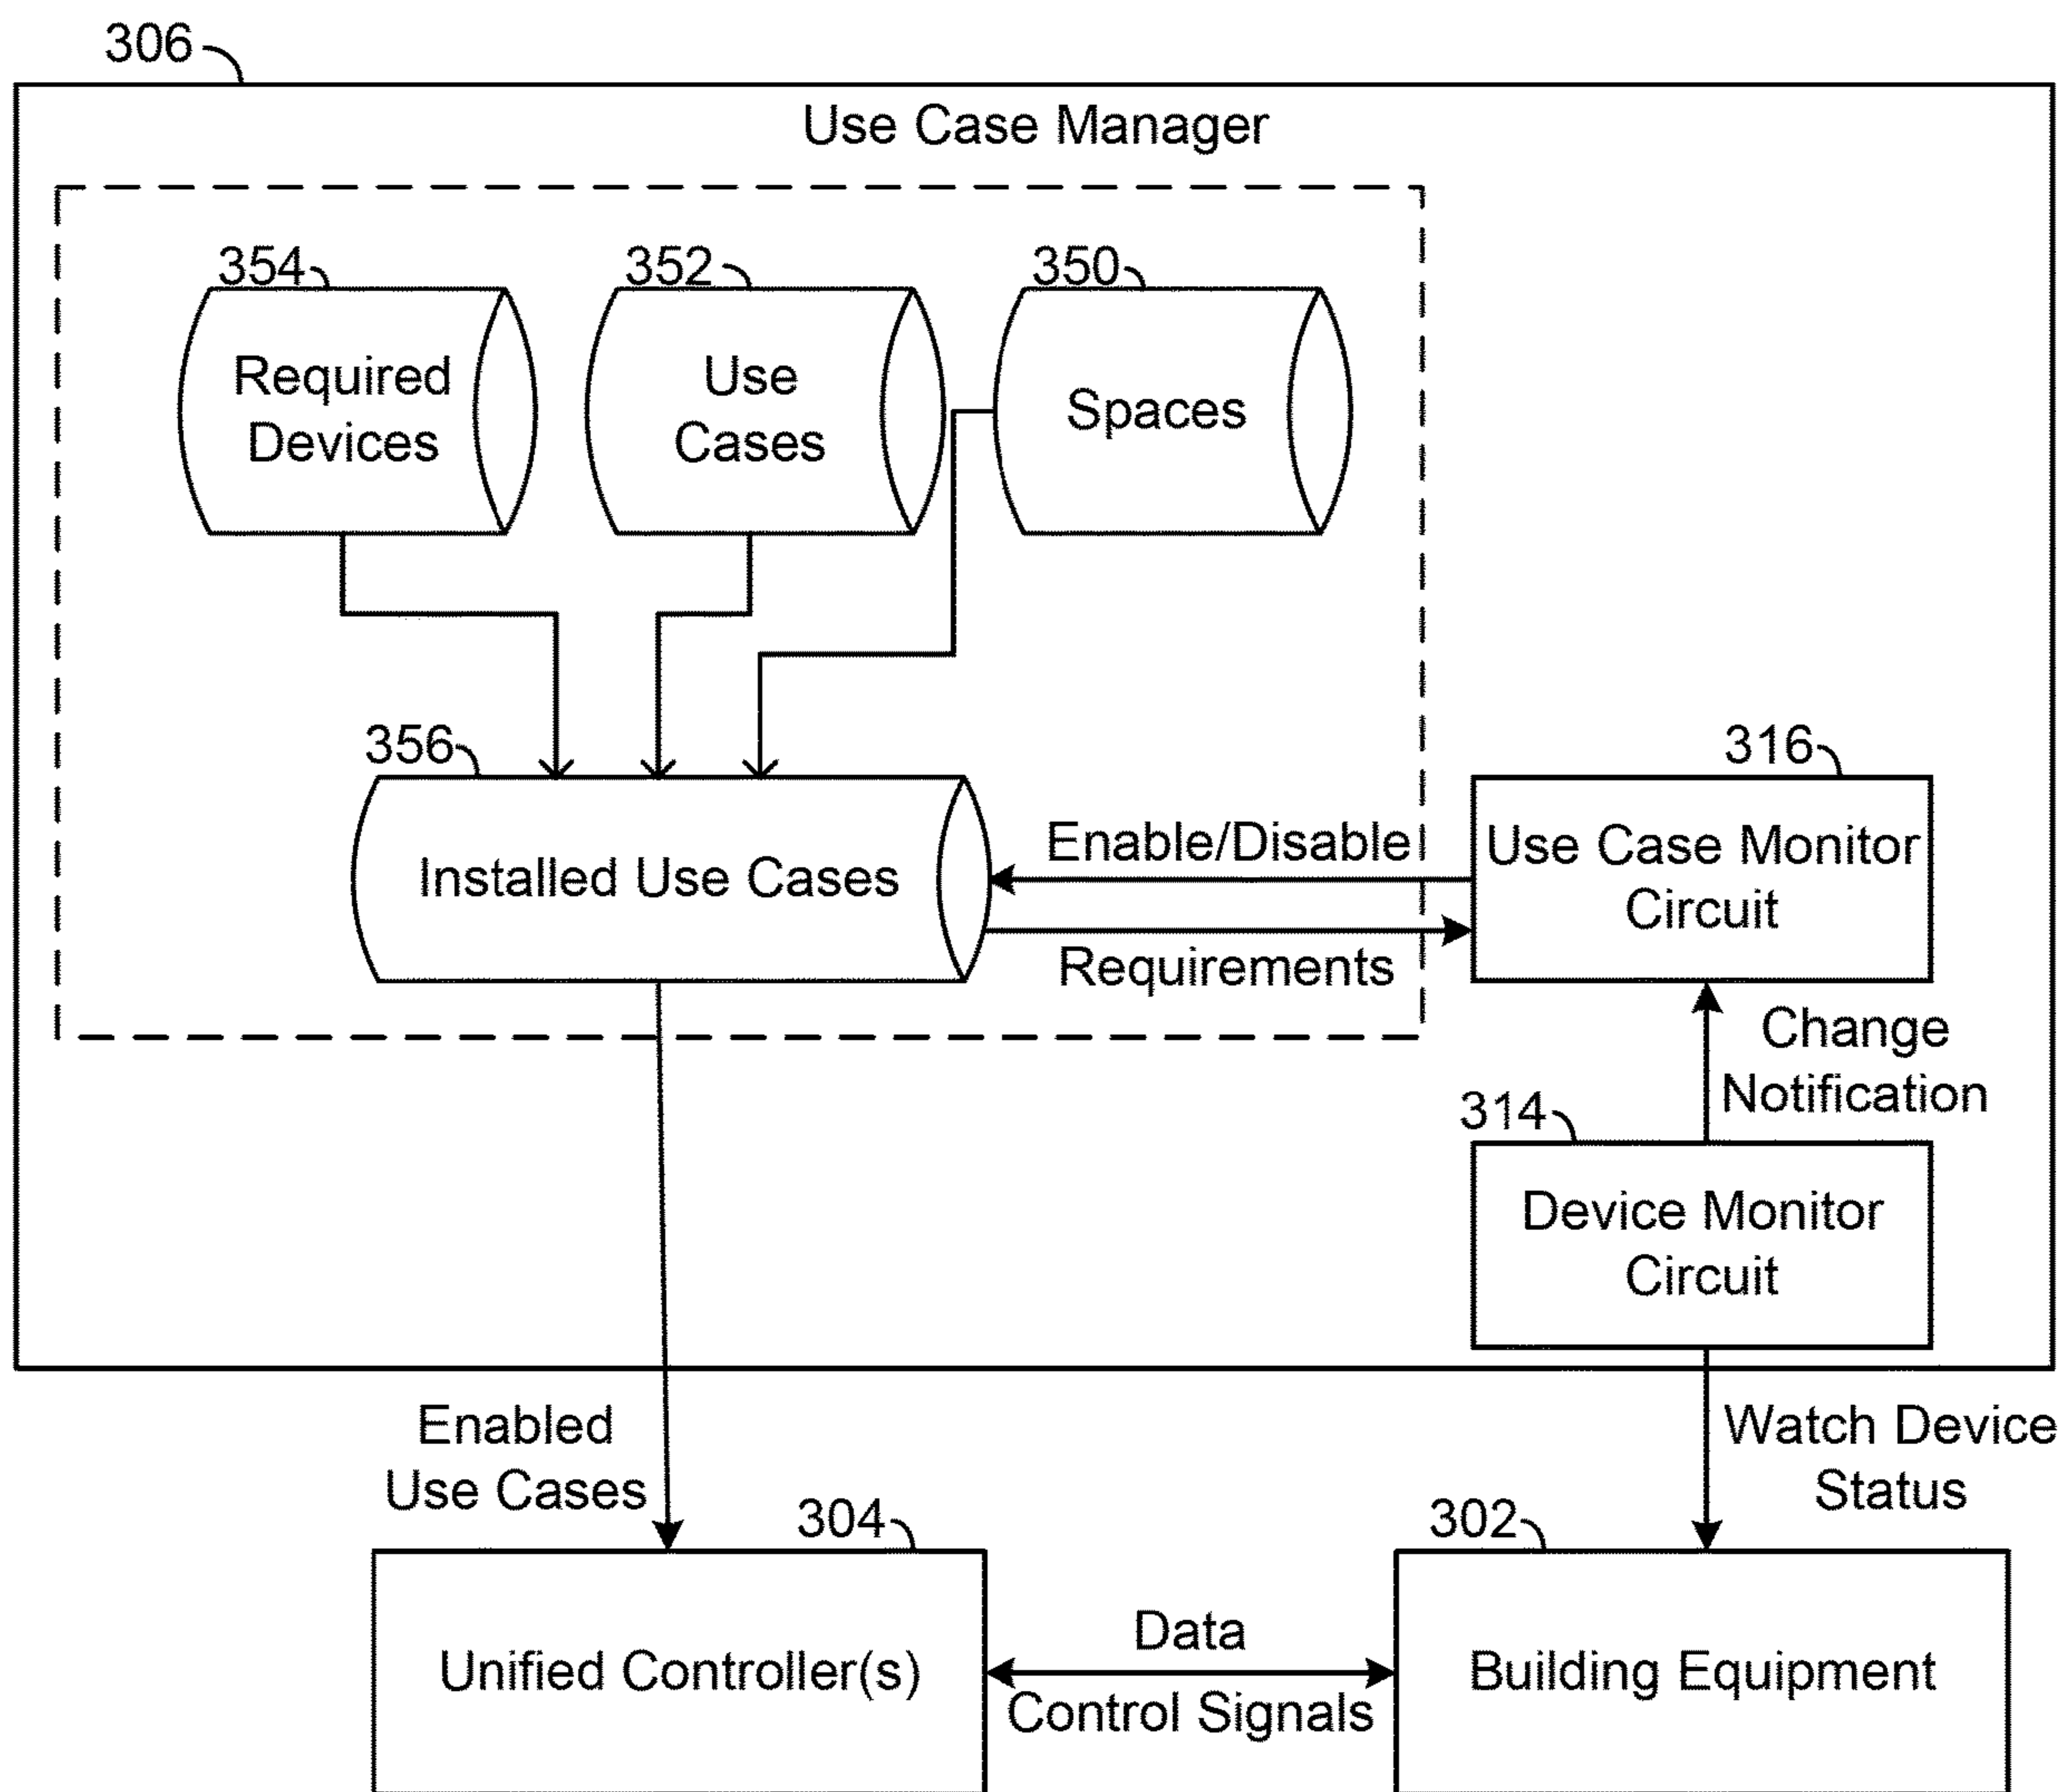 306
Use Case Manager
354
352
350
Required
Devices
Use
Cases
Spaces
356
316
Installed Use Cases
Enable/Disable
Requirements
Use Case Monitor
Circuit
Change
Notification
314
Device Monitor
Circuit
Enabled
Use Cases
Watch Device
Status
304
302
Unified Controller(s)
Data
Control Signals
Building Equipment